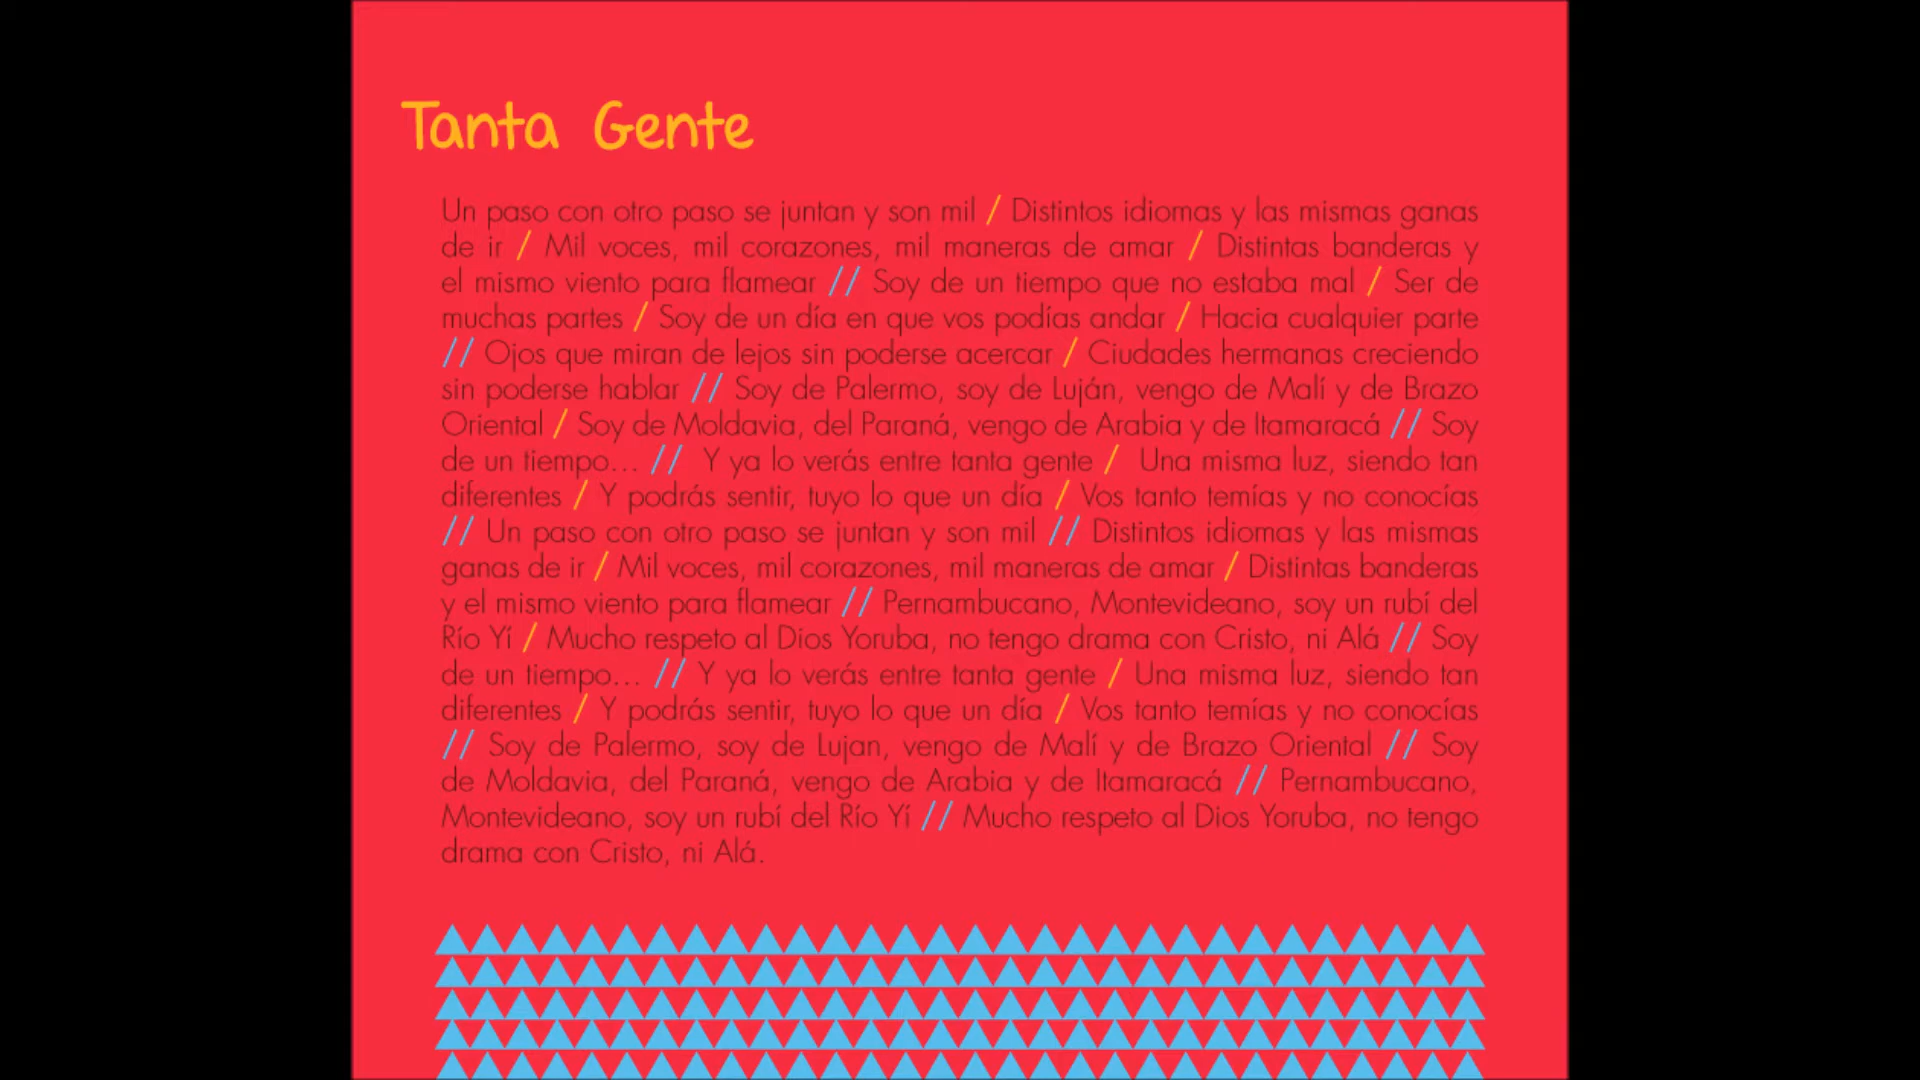 Tanta Gente
Un paso con otro paso se juntan y son mil / Distintos idiomas y las mismas ganas
de ir / Mil voces, mil corazones, mil maneras de amar / Distintas banderas y
el mismo viento para flamear // Soy de un tiempo que no estaba mal / Ser de
muchas partes / Soy de un día en que vos podías andar / Hacia cualquier parte
// Ojos que miran de lejos sin poderse acercar / Ciudades hermanas creciendo
sin poderse hablar // Soy de Palermo, soy de Luján, vengo de Malí y de Brazo
Oriental / Soy de Moldavia, del Paraná, vengo de Arabia y de Itamaracá // Soy
de un tiempo... // Y ya lo verás entre tanta gente / Una misma luz, siendo tan
diferentes / Y podrás sentir, tuyo lo que un día / Vos tanto temías y no conocías
// Un paso con otro paso se juntan y son mil // Distintos idiomas y las mismas
ganas de ir / Mil voces, mil corazones, mil maneras de amar / Distintas banderas
y el mismo viento para flamear // Pernambucano, Montevideano, soy un rubí del
Río Yí / Mucho respeto al Dios Yoruba, no tengo drama con Cristo, ni Alá // Soy
de un tiempo... // Y ya lo verás entre tanta gente / Una misma luz, siendo tan
diferentes / Y podrás sentir, tuyo lo que un día / Vos tanto temías y no conocías
// Soy de Palermo, soy de Lujan, vengo de Malí y de Brazo Oriental // Soy
de Moldavia, del Paraná, vengo de Arabia y de Itamaracá // Pernambucano,
Montevideano, soy un rubí del Río Yí // Mucho respeto al Dios Yoruba, no tengo
drama con Cristo, ni Alá.